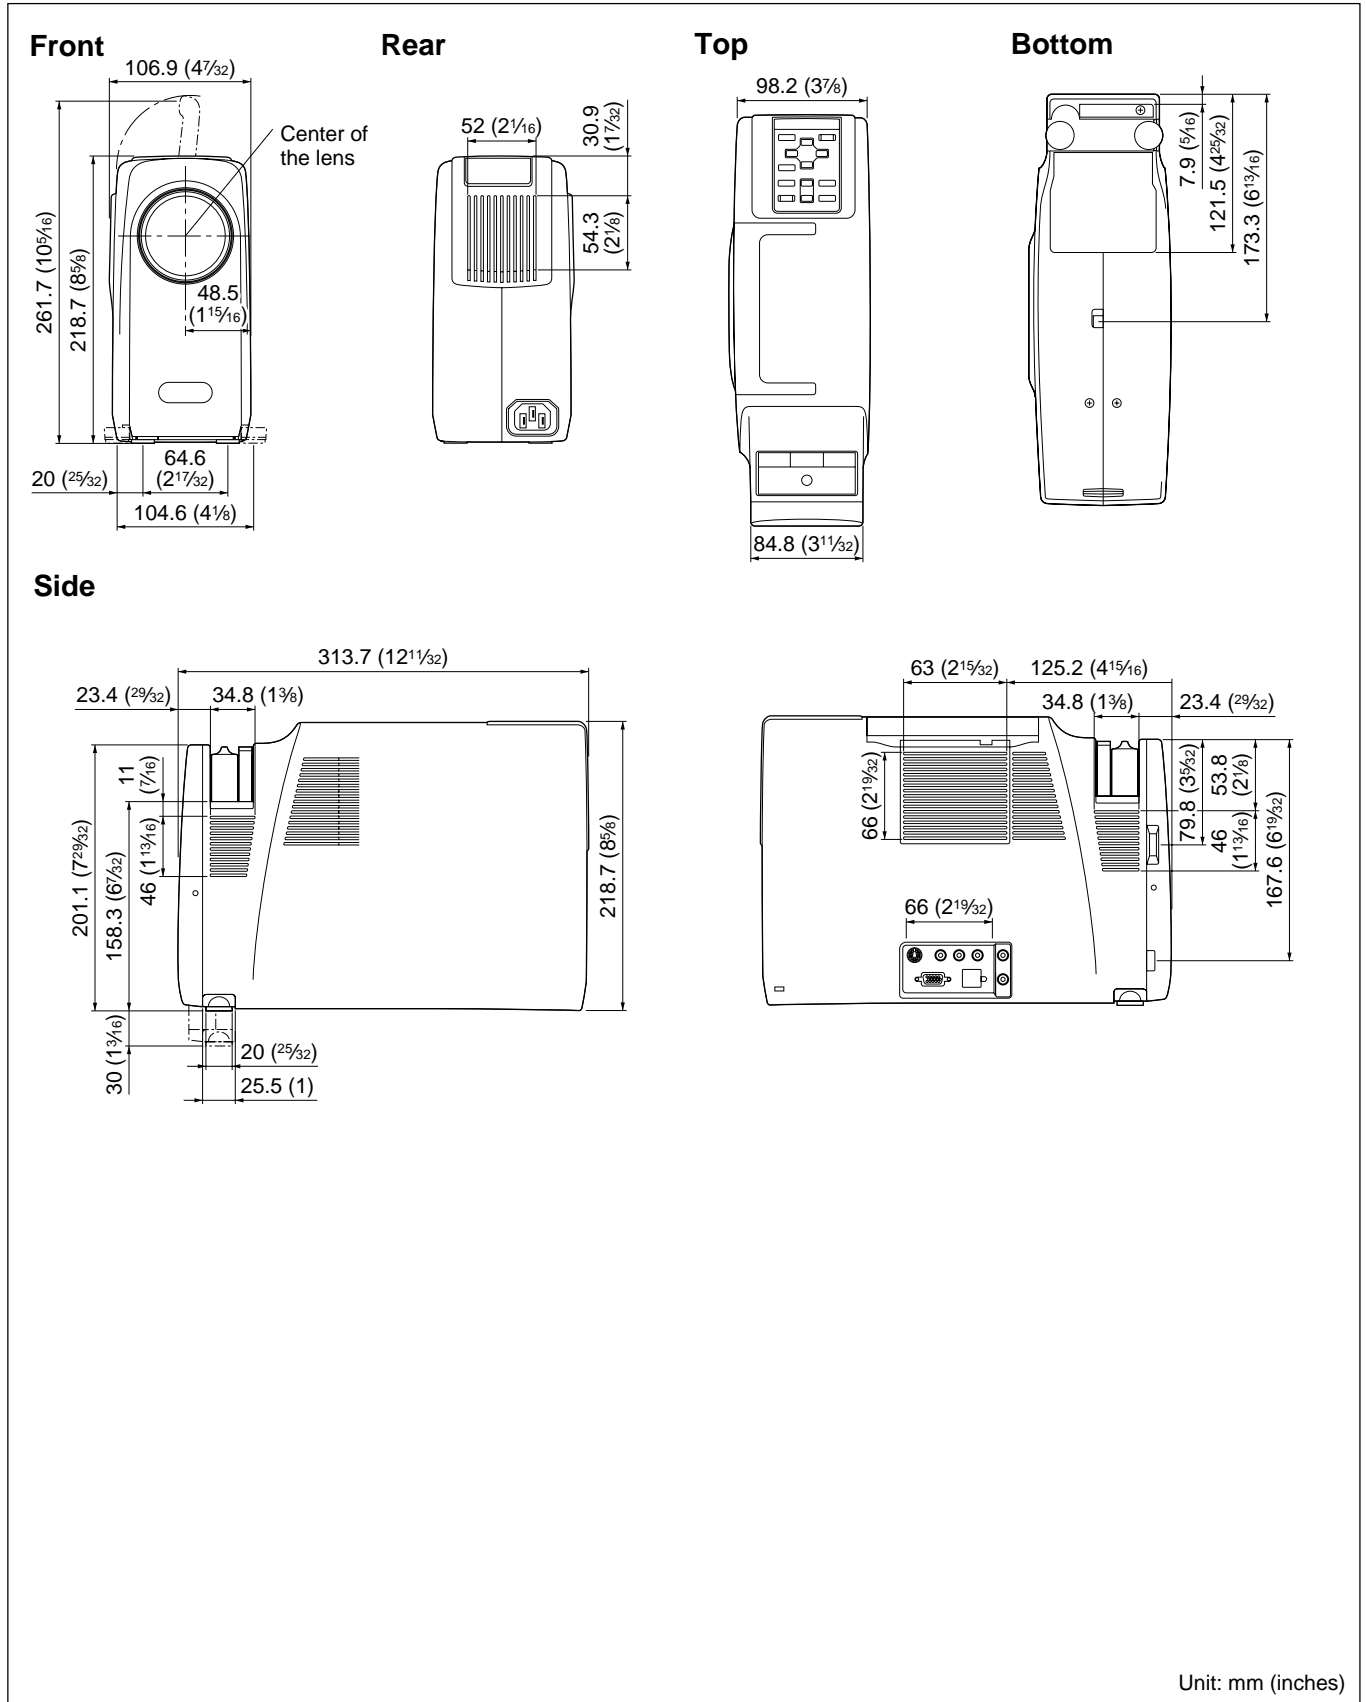 Front
Rear
Top
Bottom
106.9 (4 7/32)
Center of
the lens
261.7 (10 5/16)
218.7 (8 5/8)
48.5
(1 15/16)
64.6
(2 17/32)
20 (25/32)
104.6 (4 1/8)
52 (2 1/16)
30.9
(1 7/32)
54.3
(2 1/8)
98.2 (3 7/8)
84.8 (3 11/32)
7.9 (5/16)
121.5 (4 25/32)
173.3 (6 13/16)
Side
313.7 (12 11/32)
23.4 (29/32)
34.8 (1 3/8)
11
(7/16)
46 (1 13/16)
201.1 (7 29/32)
158.3 (6 7/32)
218.7 (8 5/8)
30 (1 3/16)
20 (25/32)
25.5 (1)
63 (2 15/32)
125.2 (4 15/16)
34.8 (1 3/8)
23.4 (29/32)
66 (2 19/32)
79.8 (3 5/32)
53.8
(2 1/8)
46
(1 13/16)
167.6 (6 19/32)
66 (2 19/32)
Unit: mm (inches)